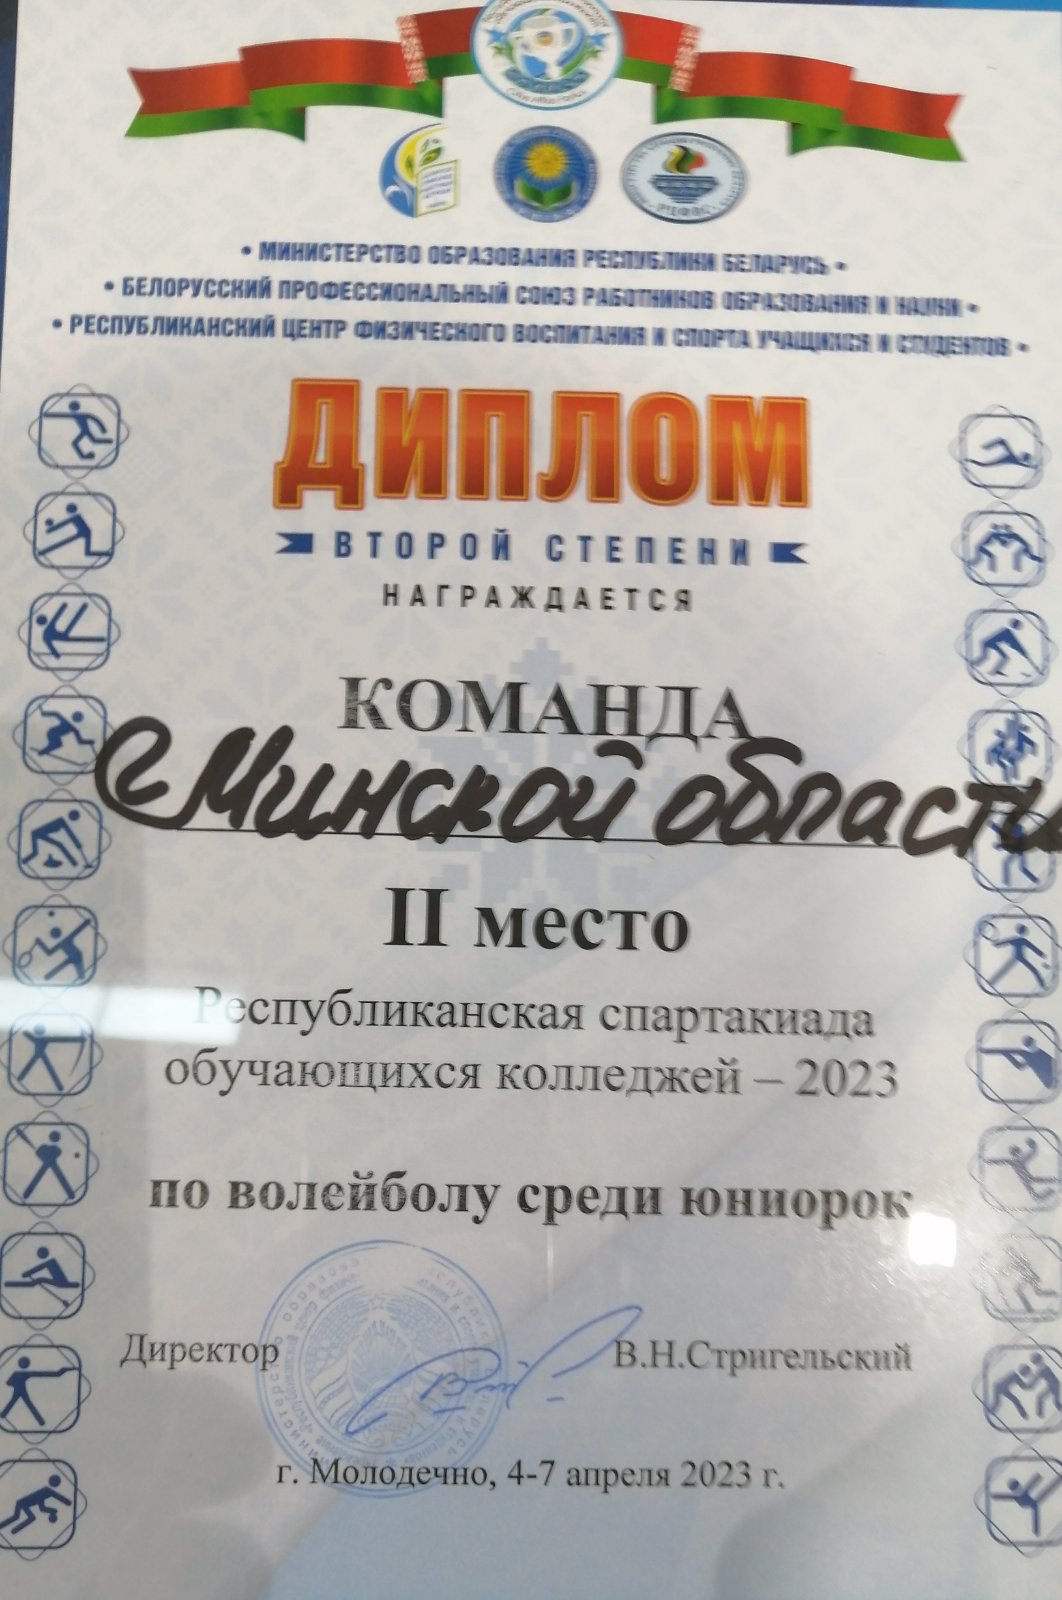 • МИНИСТЕРСТВО ОБРАЗОВАНИЯ РЕСПУБЛИКИ БЕЛАРУСЬ •
• БЕЛОРУССКИЙ ПРОФЕССИОНАЛЬНЫЙ СОЮЗ РАБОТНИКОВ ОБРАЗОВАНИЯ И НАУКИ •
• РЕСПУБЛИКАНСКИЙ ЦЕНТР ФИЗИЧЕСКОГО ВОСПИТАНИЯ И СПОРТА УЧАЩИХСЯ И СТУДЕНТОВ •
ДИПЛОМ
ВТОРОЙ СТЕПЕНИ
НАГРАЖДАЕТСЯ
КОМАНДА
Минской области
II место
Республиканская спартакиада
обучающихся колледжей – 2023
по волейболу среди юниорок
Директор В.Н.Стригельский
г. Молодечно, 4-7 апреля 2023 г.